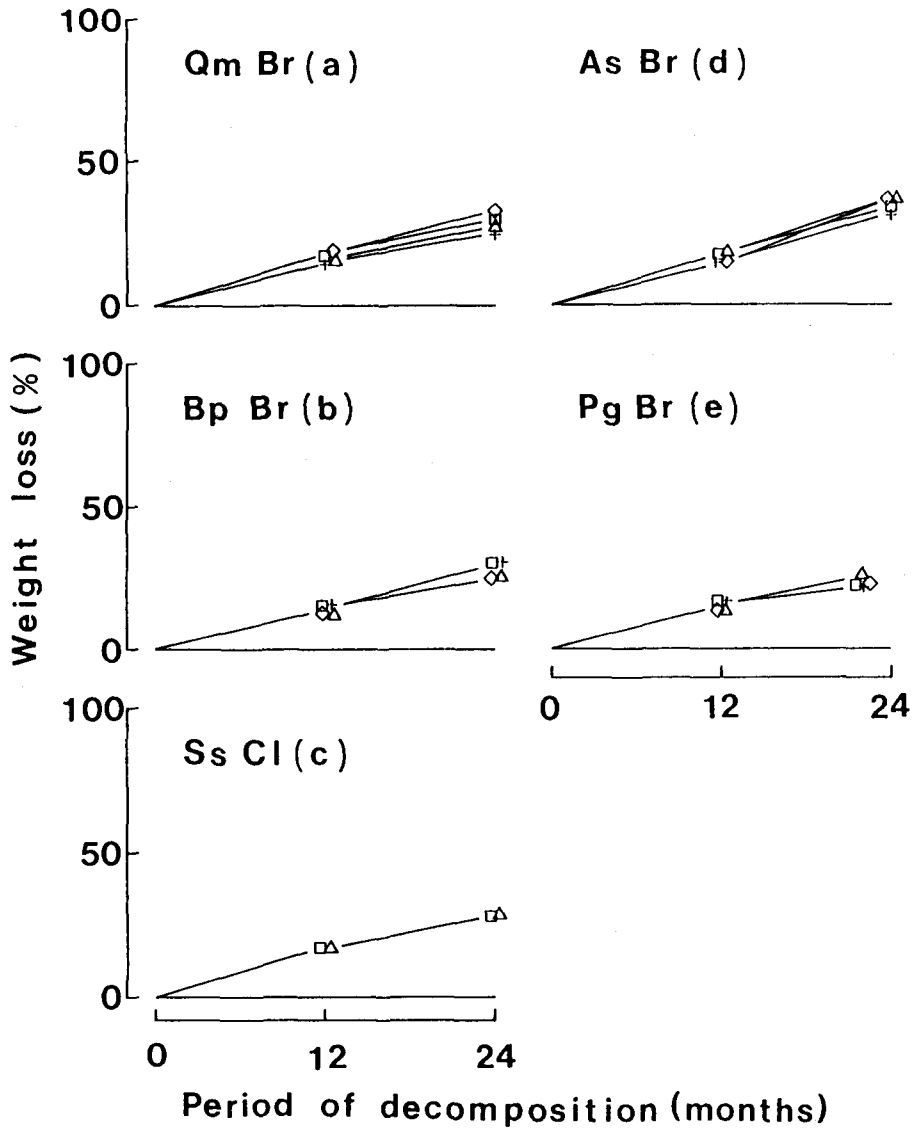 100
50
0
Qm Br (a)
As Br (d)
100
50
0
Bp Br (b)
Pg Br (e)
0 12 24
100
50
0
Ss Cl (c)
0 12 24
Weight loss (%)
Period of decomposition (months)